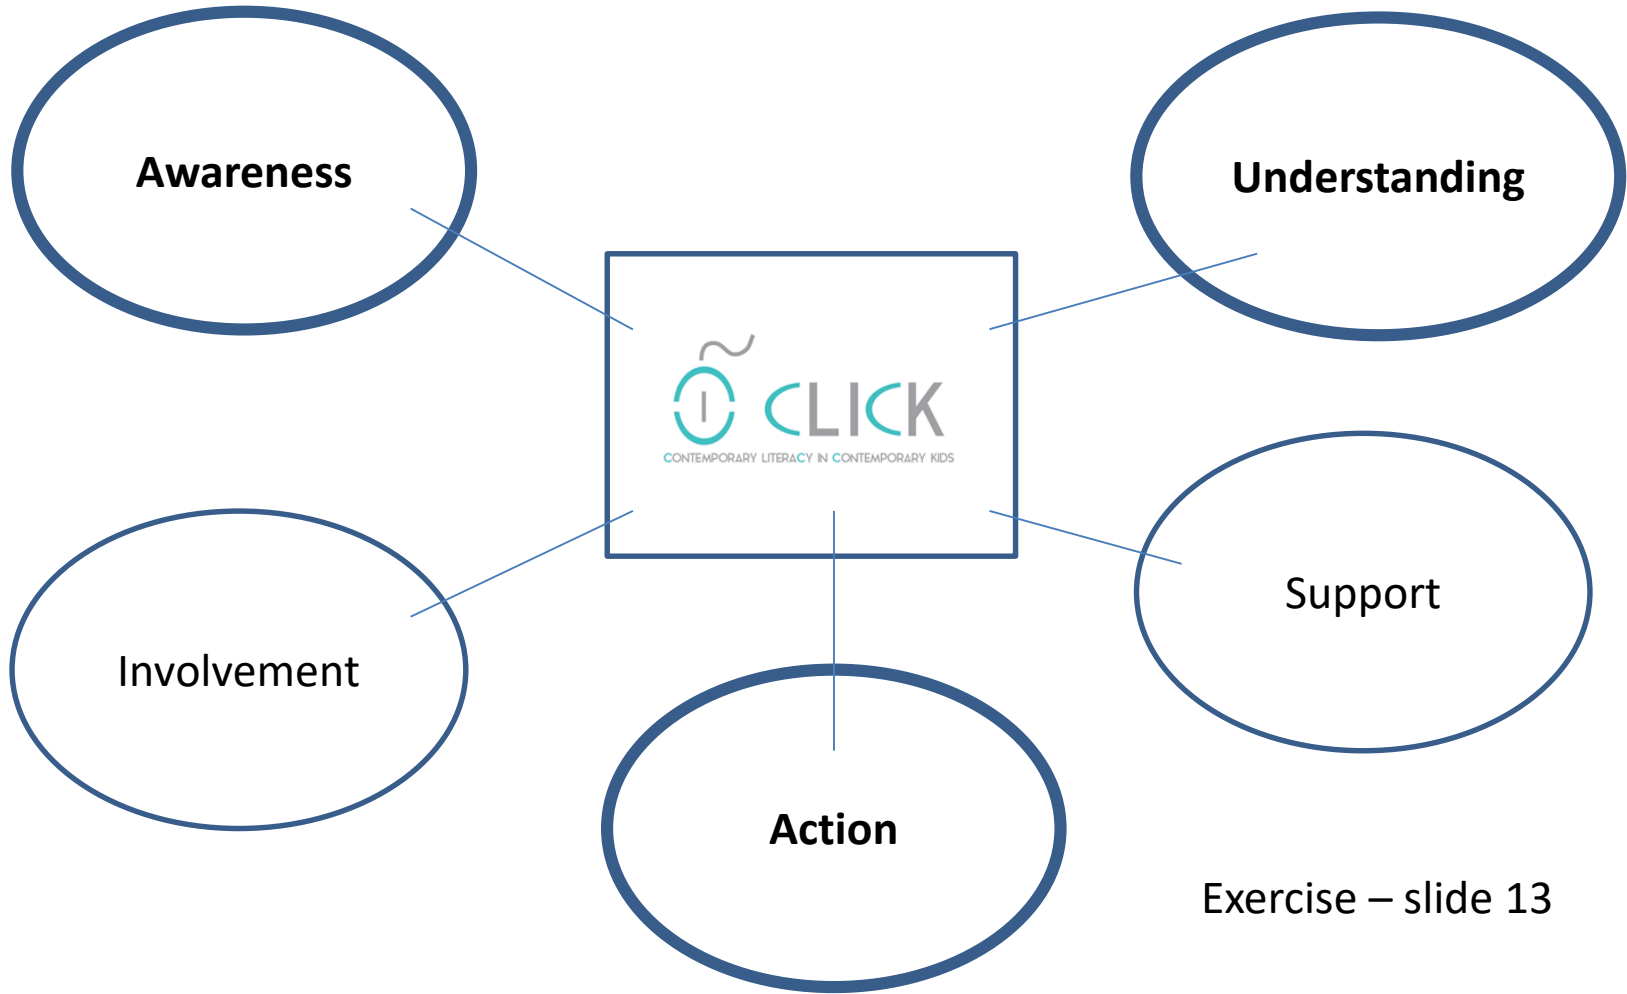 Awareness
Understanding
CLICK
CONTEMPORARY LITERACY IN CONTEMPORARY KIDS
Support
Involvement
Action
Exercise – slide 13